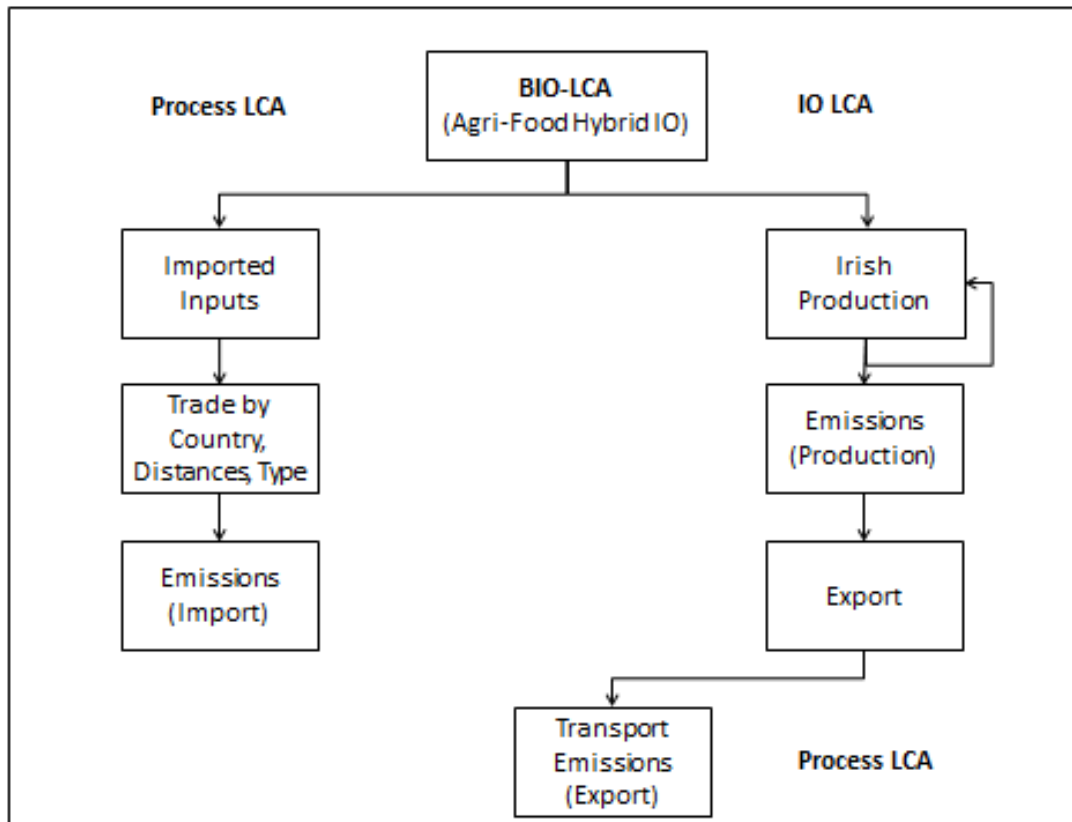 Process LCA
BIO-LCA
(Agri-Food Hybrid IO)
IO LCA
Imported
Inputs
Irish
Production
Trade by
Country,
Distances, Type
Emissions
(Production)
Emissions
(Import)
Export
Transport
Emissions
(Export)
Process LCA